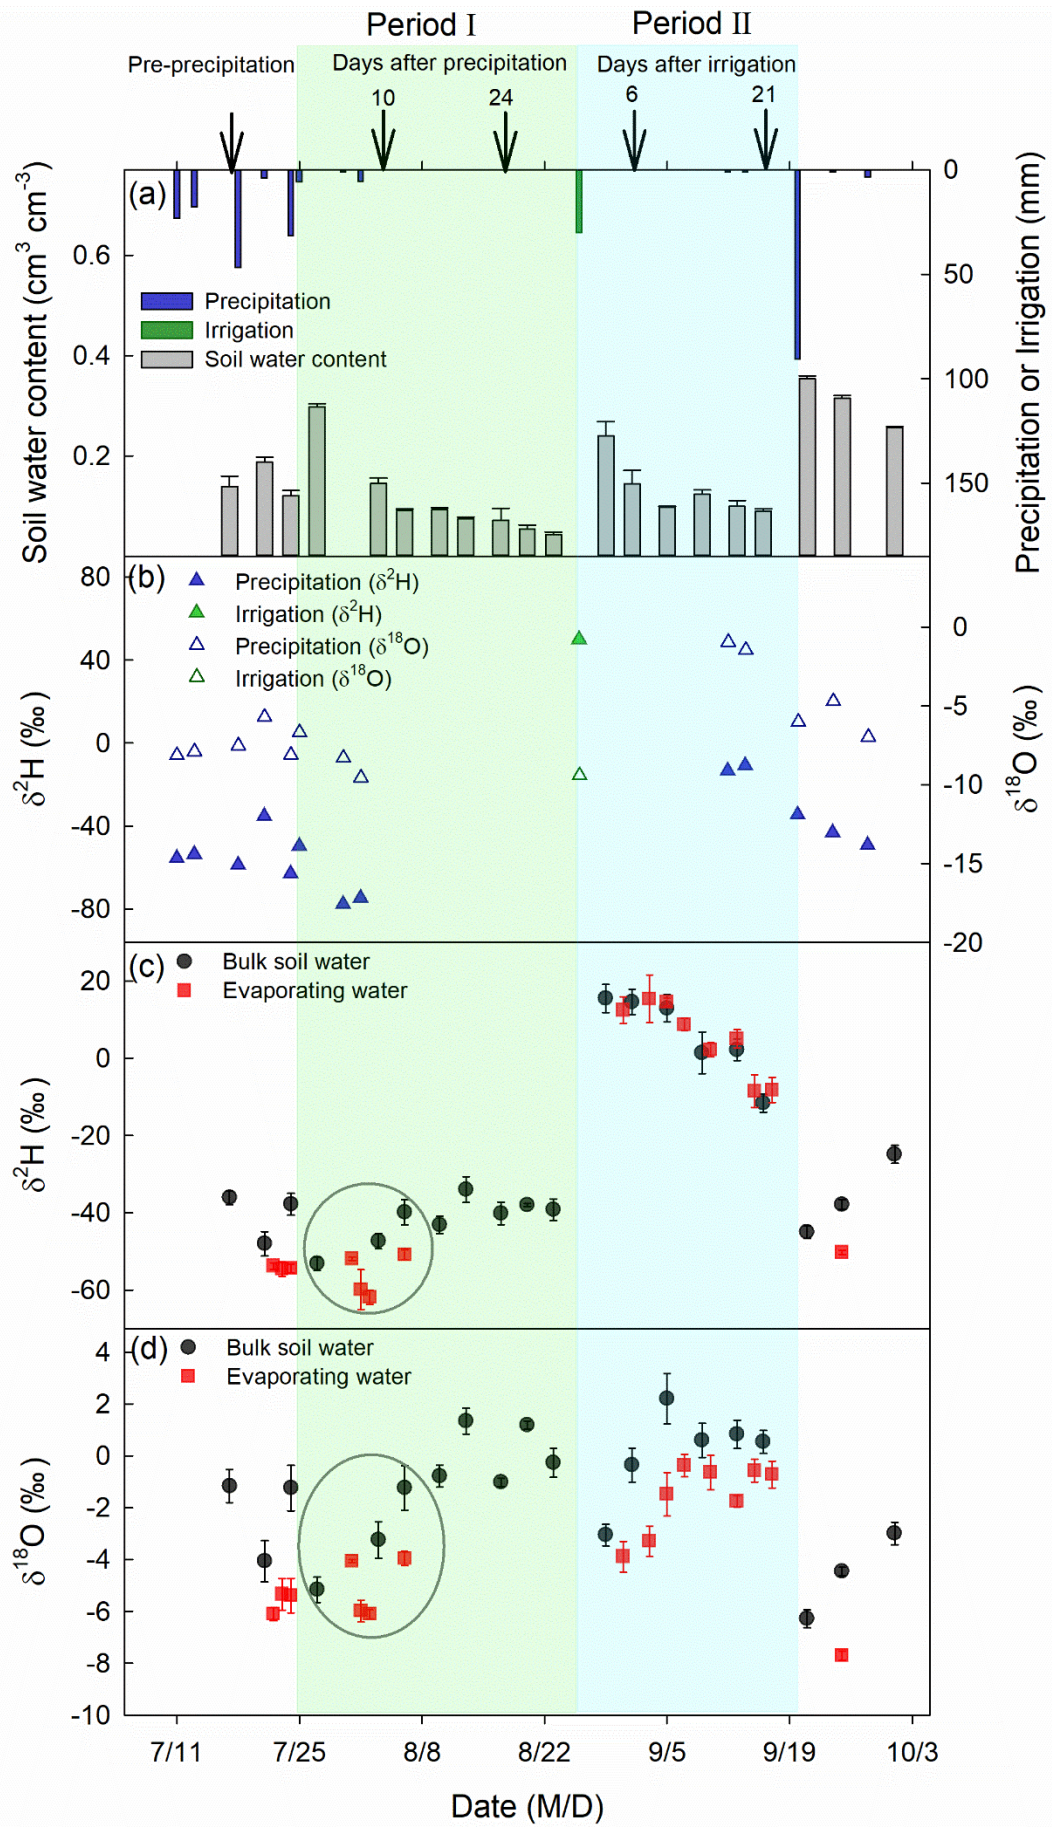 Period I
Period II
Pre-precipitation
Days after precipitation
Days after irrigation
10
24
6
21
(a)
Soil water content (cm³ cm⁻³)
0.6
0.4
0.2
Precipitation
Irrigation
Soil water content
0
50
100
150
Precipitation or Irrigation (mm)
(b)
δ²H (‰)
80
40
0
-40
-80
Precipitation (δ²H)
Irrigation (δ²H)
Precipitation (δ¹⁸O)
Irrigation (δ¹⁸O)
0
-5
-10
-15
-20
δ¹⁸O (‰)
(c)
δ²H (‰)
20
0
-20
-40
-60
Bulk soil water
Evaporating water
(d)
δ¹⁸O (‰)
4
2
0
-2
-4
-6
-8
-10
Bulk soil water
Evaporating water
7/11 7/25 8/8 8/22 9/5 9/19 10/3
Date (M/D)